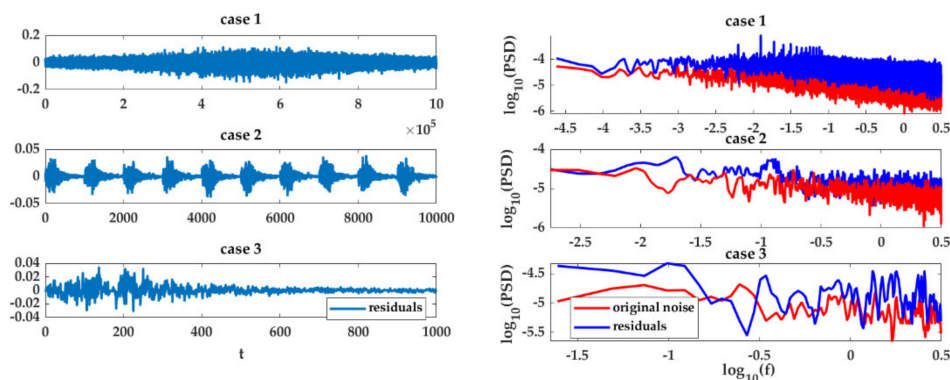 case 1
0.2
0
-0.2
0 2 4 6 8 10
×10⁵
case 2
0.05
0
-0.05
0 2000 4000 6000 8000 10000
case 3
0.04
0.02
0
-0.02
-0.04
residuals
0 200 400 600 800 1000
t
case 1
log₁₀(PSD)
-4
-5
-6
-4.5 -4 -3.5 -3 -2.5 -2 -1.5 -1 -0.5 0 0.5
case 2
log₁₀(PSD)
-4
-5
-6
-2.5 -2 -1.5 -1 -0.5 0 0.5
case 3
log₁₀(PSD)
-4.5
-5
-5.5
original noise
residuals
-1.5 -1 -0.5 0 0.5
log₁₀(f)